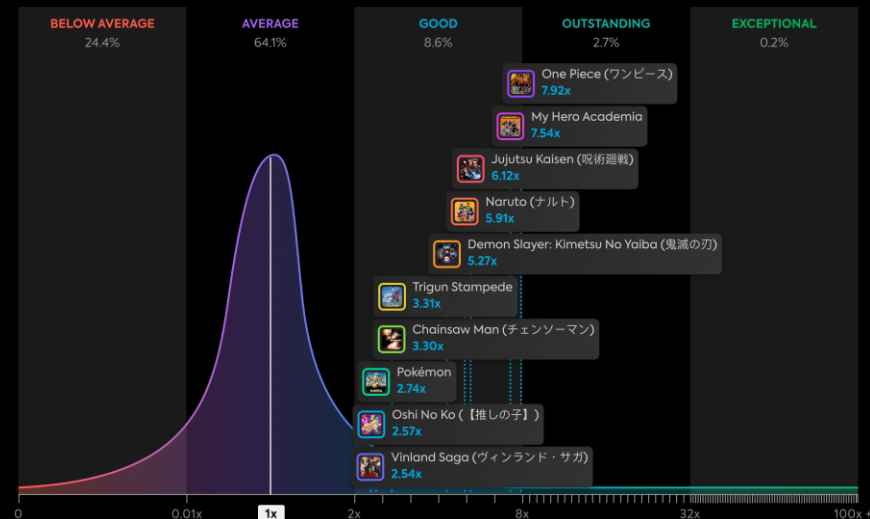 BELOW AVERAGE
24.4%
AVERAGE
64.1%
GOOD
8.6%
OUTSTANDING
2.7%
EXCEPTIONAL
0.2%
One Piece (ワンピース)
7.92x
My Hero Academia
7.54x
Jujutsu Kaisen (呪術廻戦)
6.12x
Naruto (ナルト)
5.91x
Demon Slayer: Kimetsu No Yaiba (鬼滅の刃)
5.27x
Trigun Stampede
3.31x
Chainsaw Man (チェンソーマン)
3.30x
Pokémon
2.74x
Oshi No Ko (【推しの子】)
2.57x
Vinland Saga (ヴィンランド・サガ)
2.54x
0 0.01x 1x 2x 8x 32x 100x +